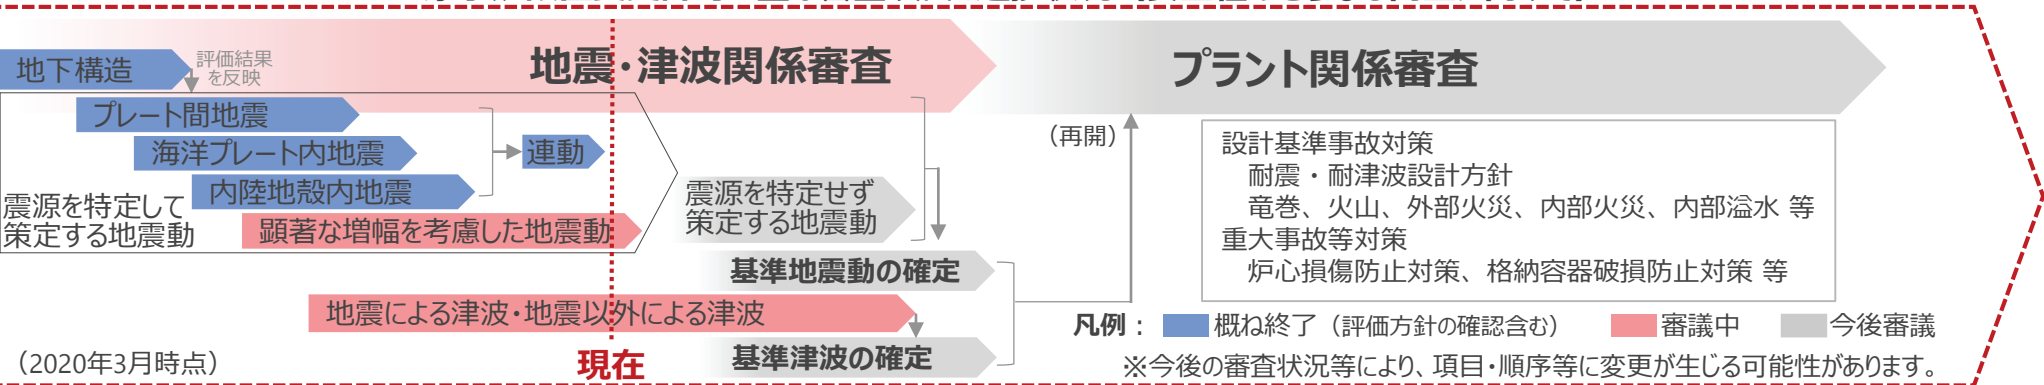 地震・津波関係審査
プラント関係審査
地下構造
評価結果
を反映
プレート間地震
海洋プレート内地震
内陸地殻内地震
連動
震源を特定して
策定する地震動
顕著な増幅を考慮した地震動
震源を特定せず
策定する地震動
基準地震動の確定
地震による津波・地震以外による津波
基準津波の確定
(再開)
設計基準事故対策
耐震・耐津波設計方針
竜巻、火山、外部火災、内部火災、内部溢水 等
重大事故等対策
炉心損傷防止対策、格納容器破損防止対策 等
凡例: 概ね終了(評価方針の確認含む) 審議中 今後審議
(2020年3月時点)
現在
※今後の審査状況等により、項目・順序等に変更が生じる可能性があります。